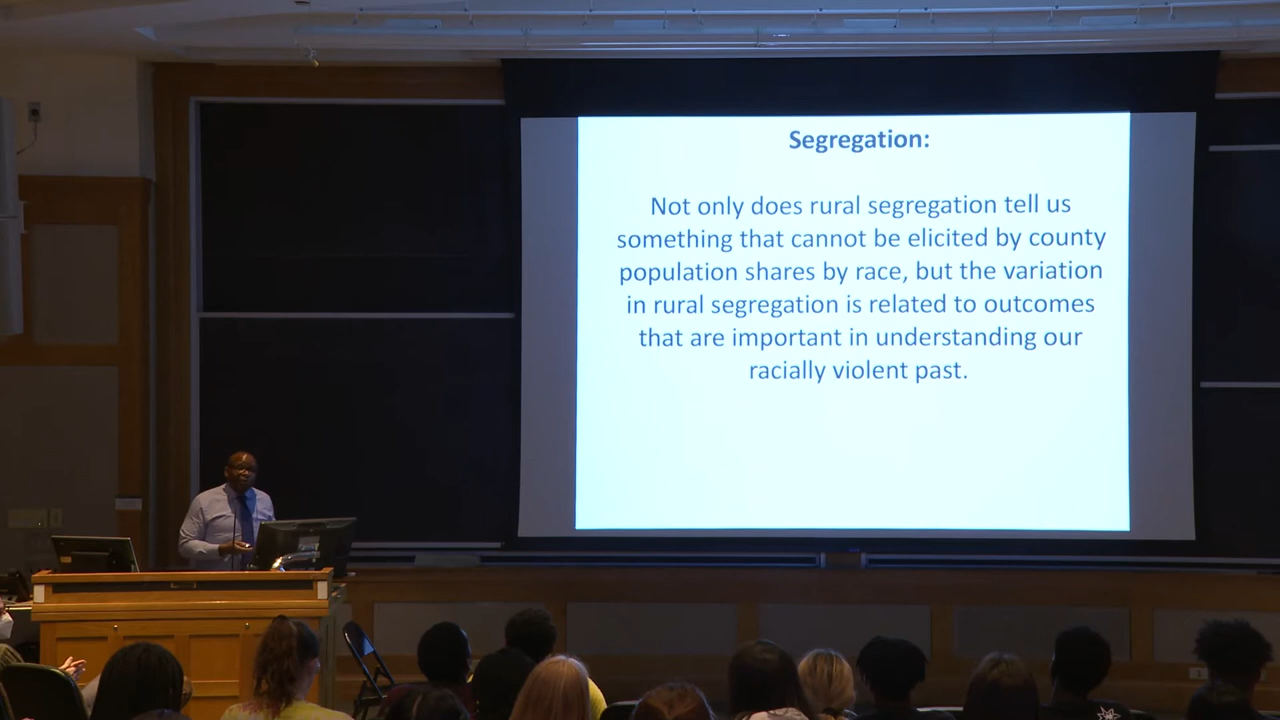 Segregation:
Not only does rural segregation tell us
something that cannot be elicited by county
population shares by race, but the variation
in rural segregation is related to outcomes
that are important in understanding our
racially violent past.